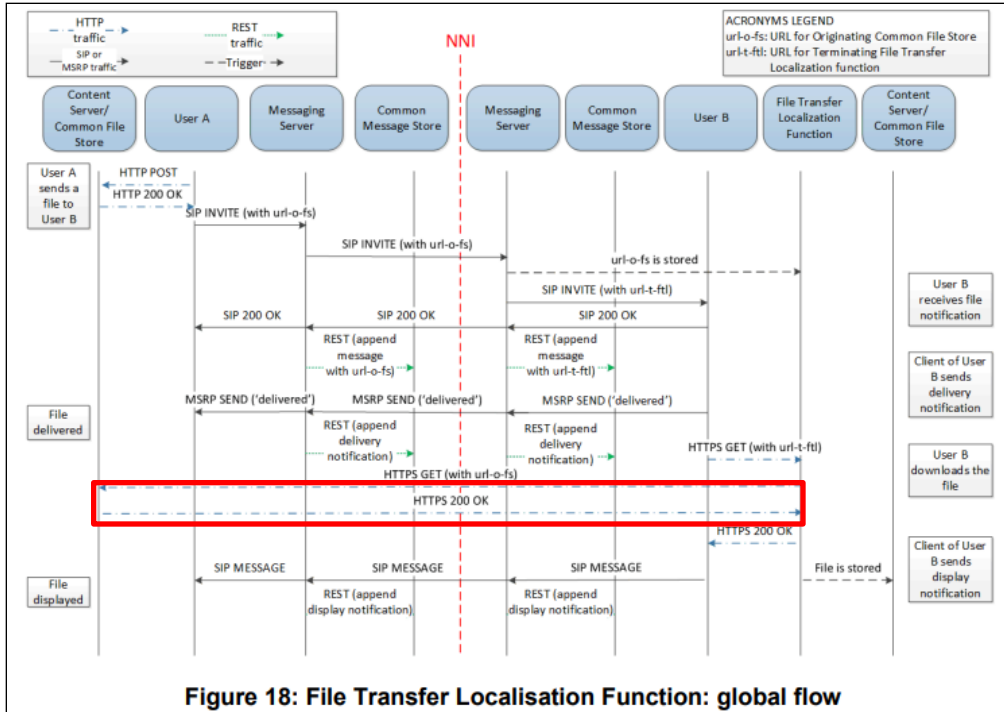 HTTP
traffic
REST
traffic
SIP or
MSRP traffic
Trigger
NNI
ACRONYMS LEGEND
url-o-fs: URL for Originating Common File Store
url-t-ftl: URL for Terminating File Transfer
Localization function
Content
Server/
Common File
Store
User A
Messaging
Server
Common
Message Store
Messaging
Server
Common
Message Store
User B
File Transfer
Localization
Function
Content
Server/
Common File
Store
User A
sends a
file to
User B
HTTP POST
HTTP 200 OK
SIP INVITE (with url-o-fs)
SIP INVITE (with url-o-fs)
url-o-fs is stored
SIP INVITE (with url-t-ftl)
User B
receives file
notification
SIP 200 OK
SIP 200 OK
SIP 200 OK
REST (append
message
with url-o-fs)
REST (append
message
with url-t-ftl)
Client of User
B sends
delivery
notification
MSRP SEND ('delivered')
MSRP SEND ('delivered')
MSRP SEND ('delivered')
File
delivered
REST (append
delivery
notification)
REST (append
delivery
notification)
HTTPS GET (with url-t-ftl)
User B
downloads the
file
HTTPS GET (with url-o-fs)
HTTPS 200 OK
HTTPS 200 OK
Client of User
B sends
display
notification
SIP MESSAGE
SIP MESSAGE
SIP MESSAGE
File is stored
File
displayed
REST (append
display notification)
REST (append
display notification)
Figure 18: File Transfer Localisation Function: global flow